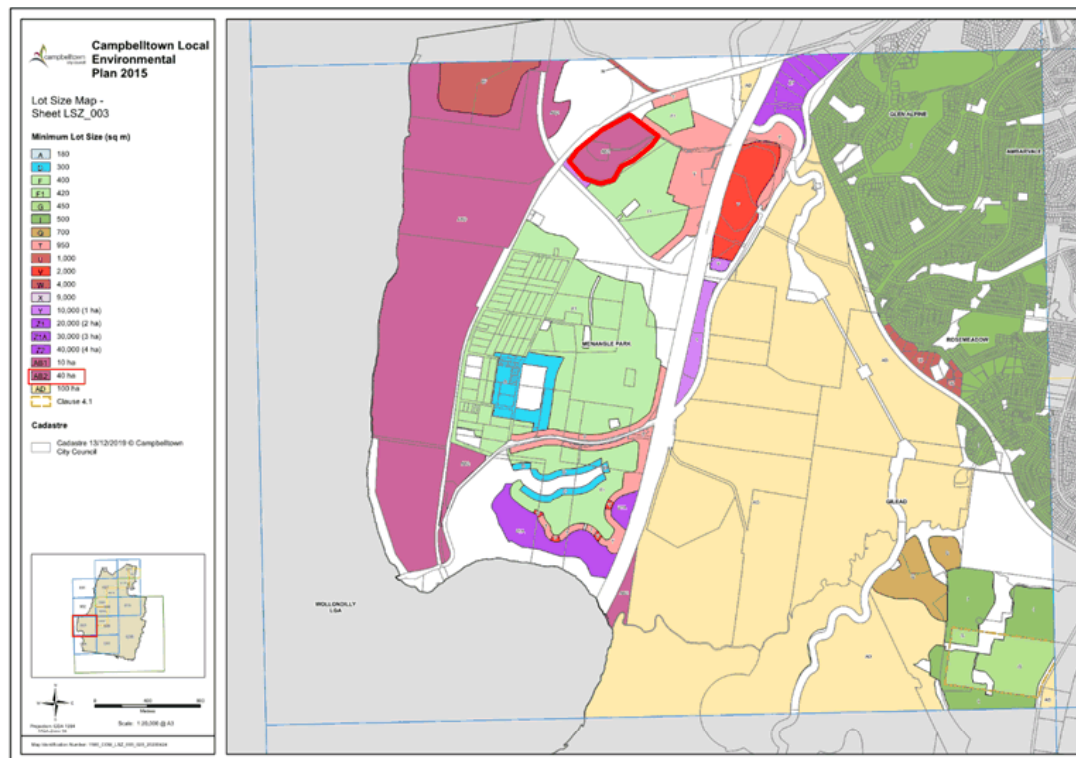 campbelltown
city council
Campbelltown Local
Environmental
Plan 2015
Lot Size Map -
Sheet LSZ_003
Minimum Lot Size (sq m)
A 180
300
F 400
F1 420
G 450
I 500
Q 700
T 950
U 1,000
V 2,000
W 4,000
X 9,000
Y 10,000 (1 ha)
Z1 20,000 (2 ha)
Z1A 30,000 (3 ha)
Z2 40,000 (4 ha)
AB1 10 ha
AB2 40 ha
AD 100 ha
Clause 4.1
Cadastre
Cadastre 13/12/2019 © Campbelltown
City Council
Metres
Scale: 1:20,000 @ A3
GLEN ALPINE
AMBARVALE
MENANGLE PARK
ROSEMEADOW
GILEAD
WOLLONDILLY
LGA